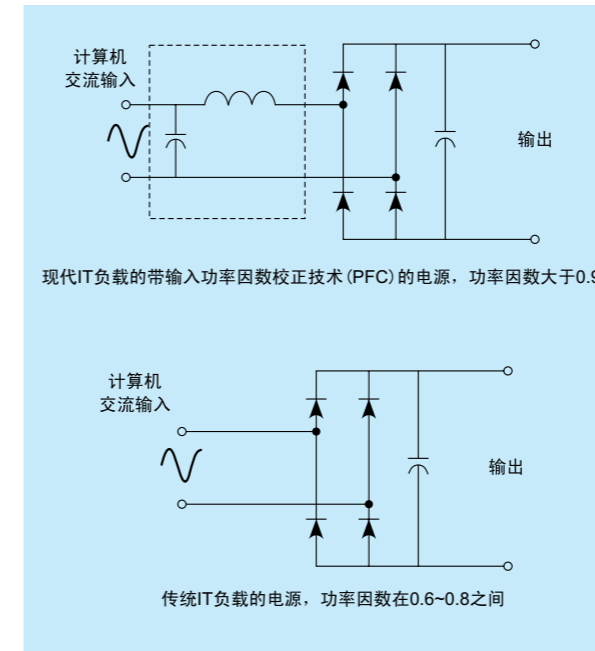 计算机
交流输入
输出
现代IT负载的带输入功率因数校正技术(PFC)的电源，功率因数大于0.9
计算机
交流输入
输出
传统IT负载的电源，功率因数在0.6~0.8之间